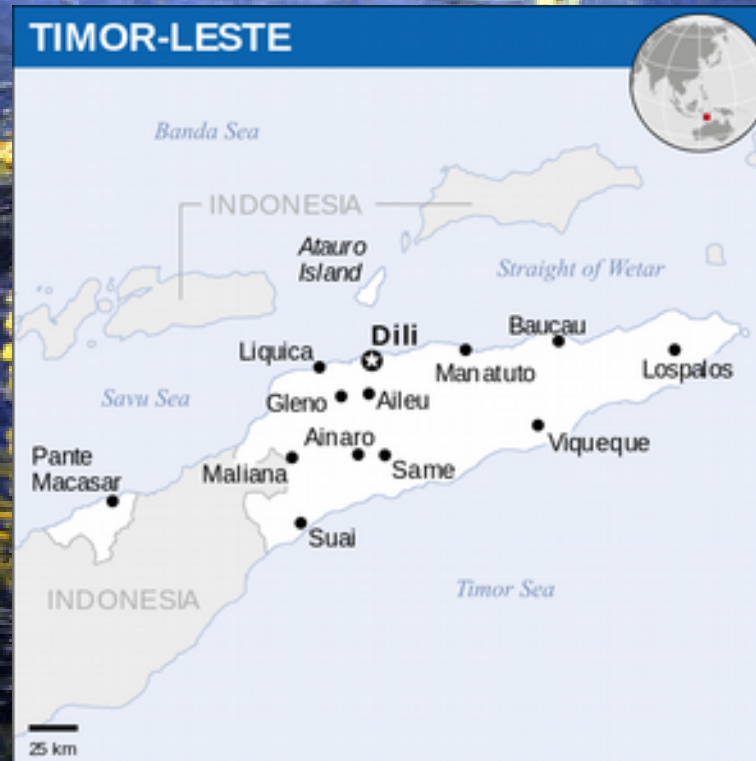 TIMOR-LESTE
Banda Sea
INDONESIA
Atauro
Island
Straight of Wetar
Dili
Baucau
Liquica
Manatuto
Lospalos
Savu Sea
Gleno
Aileu
Ainaro
Viqueque
Pante
Macasar
Maliana
Same
Suai
INDONESIA
Timor Sea
25 km